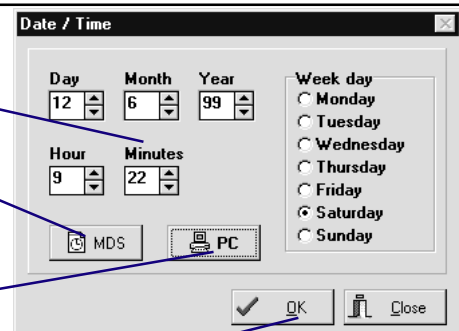 Date / Time
Day Month Year
12 6 99
Hour Minutes
9 22
Week day
Monday
Tuesday
Wednesday
Thursday
Friday
Saturday
Sunday
MDS PC
OK Close